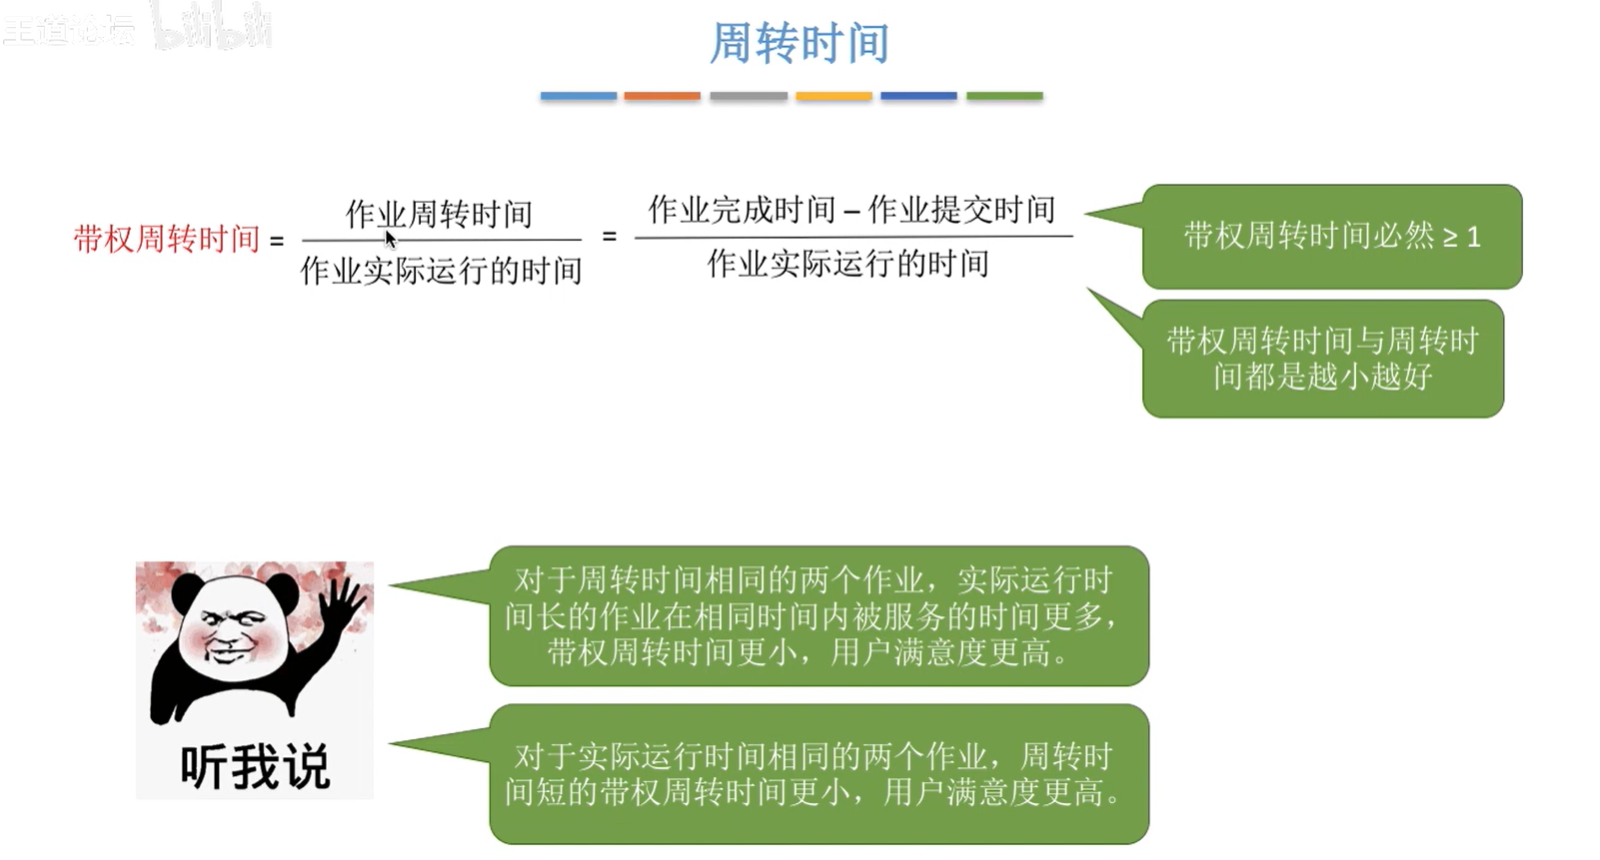 王道论坛 bilibili
周转时间
带权周转时间 = 作业周转时间 / 作业实际运行的时间 = 作业完成时间 – 作业提交时间 / 作业实际运行的时间
带权周转时间必然 ≥ 1
带权周转时间与周转时
间都是越小越好
对于周转时间相同的两个作业，实际运行时
间长的作业在相同时间内被服务的时间更多，
带权周转时间更小，用户满意度更高。
听我说
对于实际运行时间相同的两个作业，周转时
间短的带权周转时间更小，用户满意度更高。